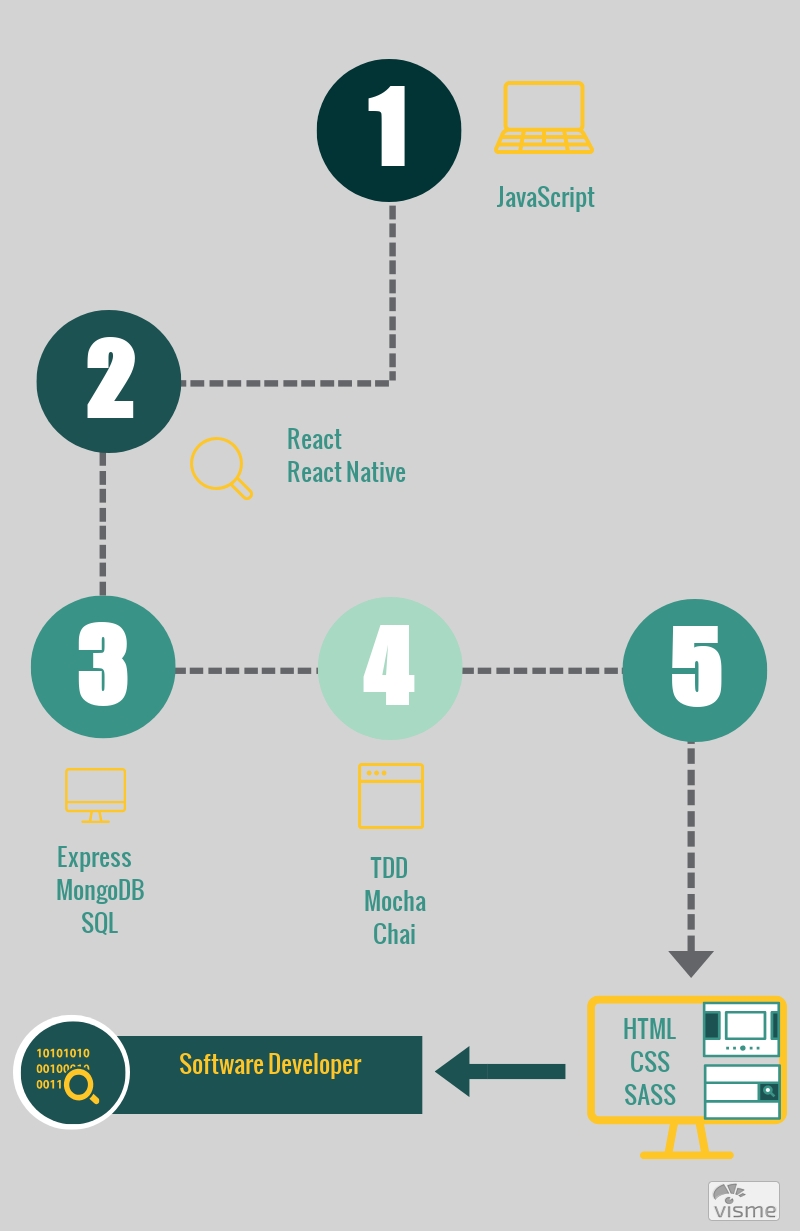 1
JavaScript
2
React
React Native
3
4
5
Express
MongoDB
SQL
TDD
Mocha
Chai
HTML
CSS
SASS
10101010
00100010
0011
Software Developer
visme